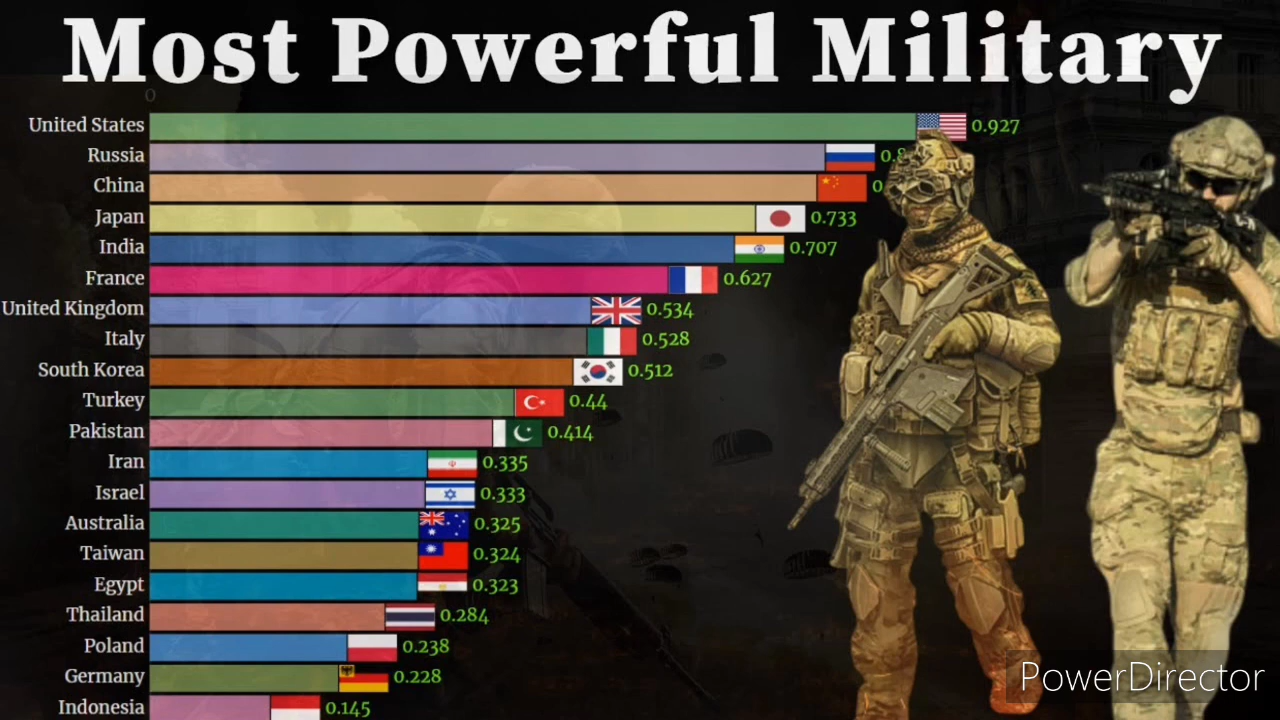 Most Powerful Military
0
United States 0.927
Russia
China
Japan 0.733
India 0.707
France 0.627
United Kingdom 0.534
Italy 0.528
South Korea 0.512
Turkey 0.44
Pakistan 0.414
Iran 0.335
Israel 0.333
Australia 0.325
Taiwan 0.324
Egypt 0.323
Thailand 0.284
Poland 0.238
Germany 0.228
Indonesia 0.145
PowerDirector